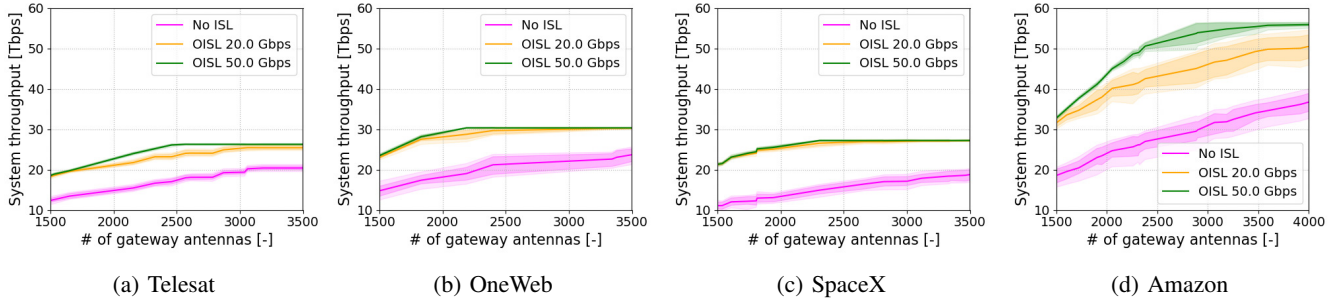 System throughput [Tbps]
60
50
40
30
20
10
No ISL
OISL 20.0 Gbps
OISL 50.0 Gbps
1500 2000 2500 3000 3500
# of gateway antennas [-]
(a) Telesat
System throughput [Tbps]
60
50
40
30
20
10
No ISL
OISL 20.0 Gbps
OISL 50.0 Gbps
1500 2000 2500 3000 3500
# of gateway antennas [-]
(b) OneWeb
System throughput [Tbps]
60
50
40
30
20
10
No ISL
OISL 20.0 Gbps
OISL 50.0 Gbps
1500 2000 2500 3000 3500
# of gateway antennas [-]
(c) SpaceX
System throughput [Tbps]
60
50
40
30
20
10
No ISL
OISL 20.0 Gbps
OISL 50.0 Gbps
1500 2000 2500 3000 3500 4000
# of gateway antennas [-]
(d) Amazon